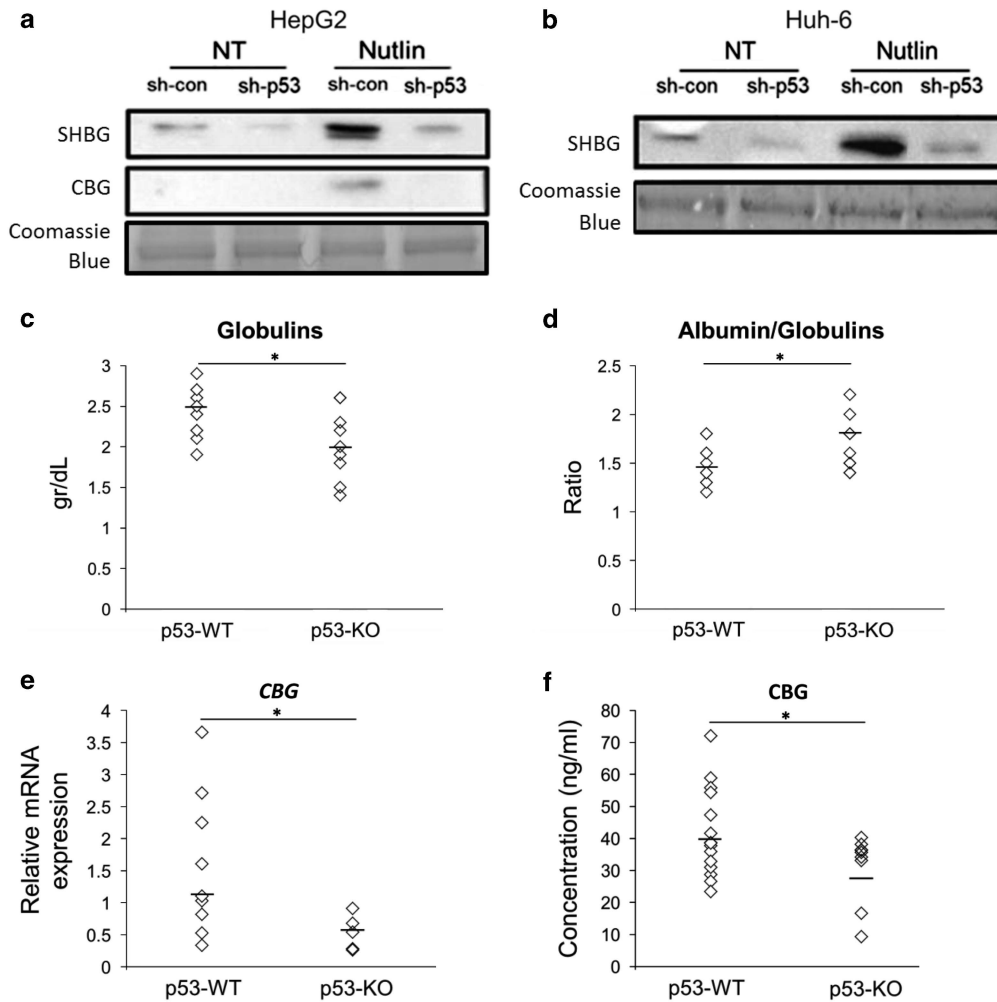 a
HepG2
NT Nutlin
sh-con sh-p53 sh-con sh-p53
SHBG
CBG
Coomassie
Blue
b
Huh-6
NT Nutlin
sh-con sh-p53 sh-con sh-p53
SHBG
Coomassie
Blue
c
Globulins
*
3
2.5
2
1.5
1
0.5
0
gr/dL
p53-WT p53-KO
d
Albumin/Globulins
*
2.5
2
1.5
1
0.5
0
Ratio
p53-WT p53-KO
e
CBG
*
4
3.5
3
2.5
2
1.5
1
0.5
0
Relative mRNA
expression
p53-WT p53-KO
f
CBG
*
80
70
60
50
40
30
20
10
0
Concentration (ng/ml)
p53-WT p53-KO